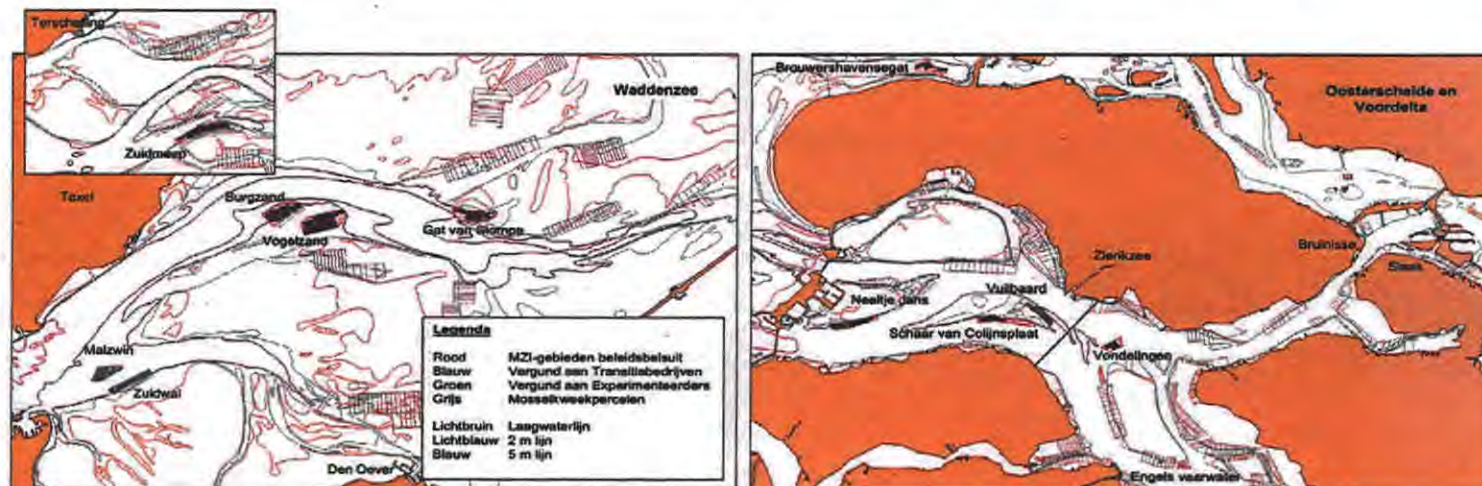 Terschelling
Zuidmeep
Waddenzee
Texel
Burgzand
Vogelzand
Gat van Stompe
Malzwin
Zuidwal
Den Oever
Legenda
Rood MZI-gebieden beleidsbelsuit
Blauw Vergund aan Transitiebedrijven
Groen Vergund aan Experimenteerders
Grijs Mosselkweekpercelen
Lichtbruin Laagwaterlijn
Lichtblauw 2 m lijn
Blauw 5 m lijn
Brouwershavensegat
Oosterschelde en
Voordelta
Bruinisse
Slaak
Zierikzee
Neeltje Jans
Vuilbaard
Schaar van Colijnsplaat
Vondelingen
Engels vaarwater